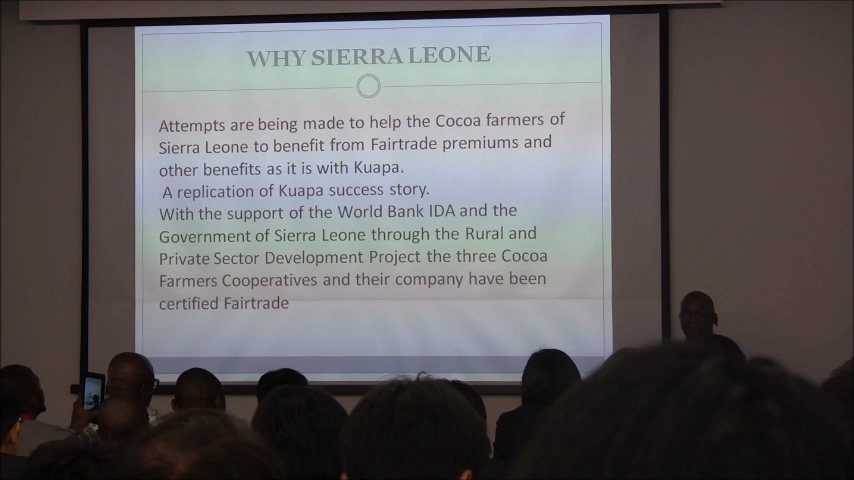 WHY SIERRA LEONE
Attempts are being made to help the Cocoa farmers of
Sierra Leone to benefit from Fairtrade premiums and
other benefits as it is with Kuapa.
A replication of Kuapa success story.
With the support of the World Bank IDA and the
Government of Sierra Leone through the Rural and
Private Sector Development Project the three Cocoa
Farmers Cooperatives and their company have been
certified Fairtrade